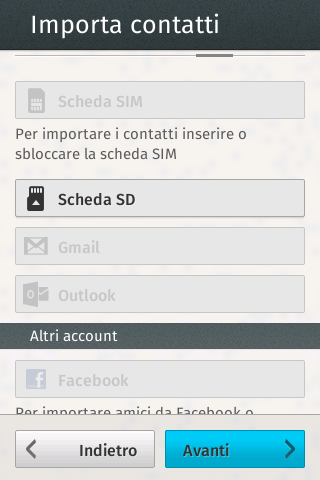 Importa contatti
Scheda SIM
Per importare i contatti inserire o
sbloccare la scheda SIM
Scheda SD
Gmail
Outlook
Altri account
Facebook
Per importare amici da Facebook o
Indietro
Avanti